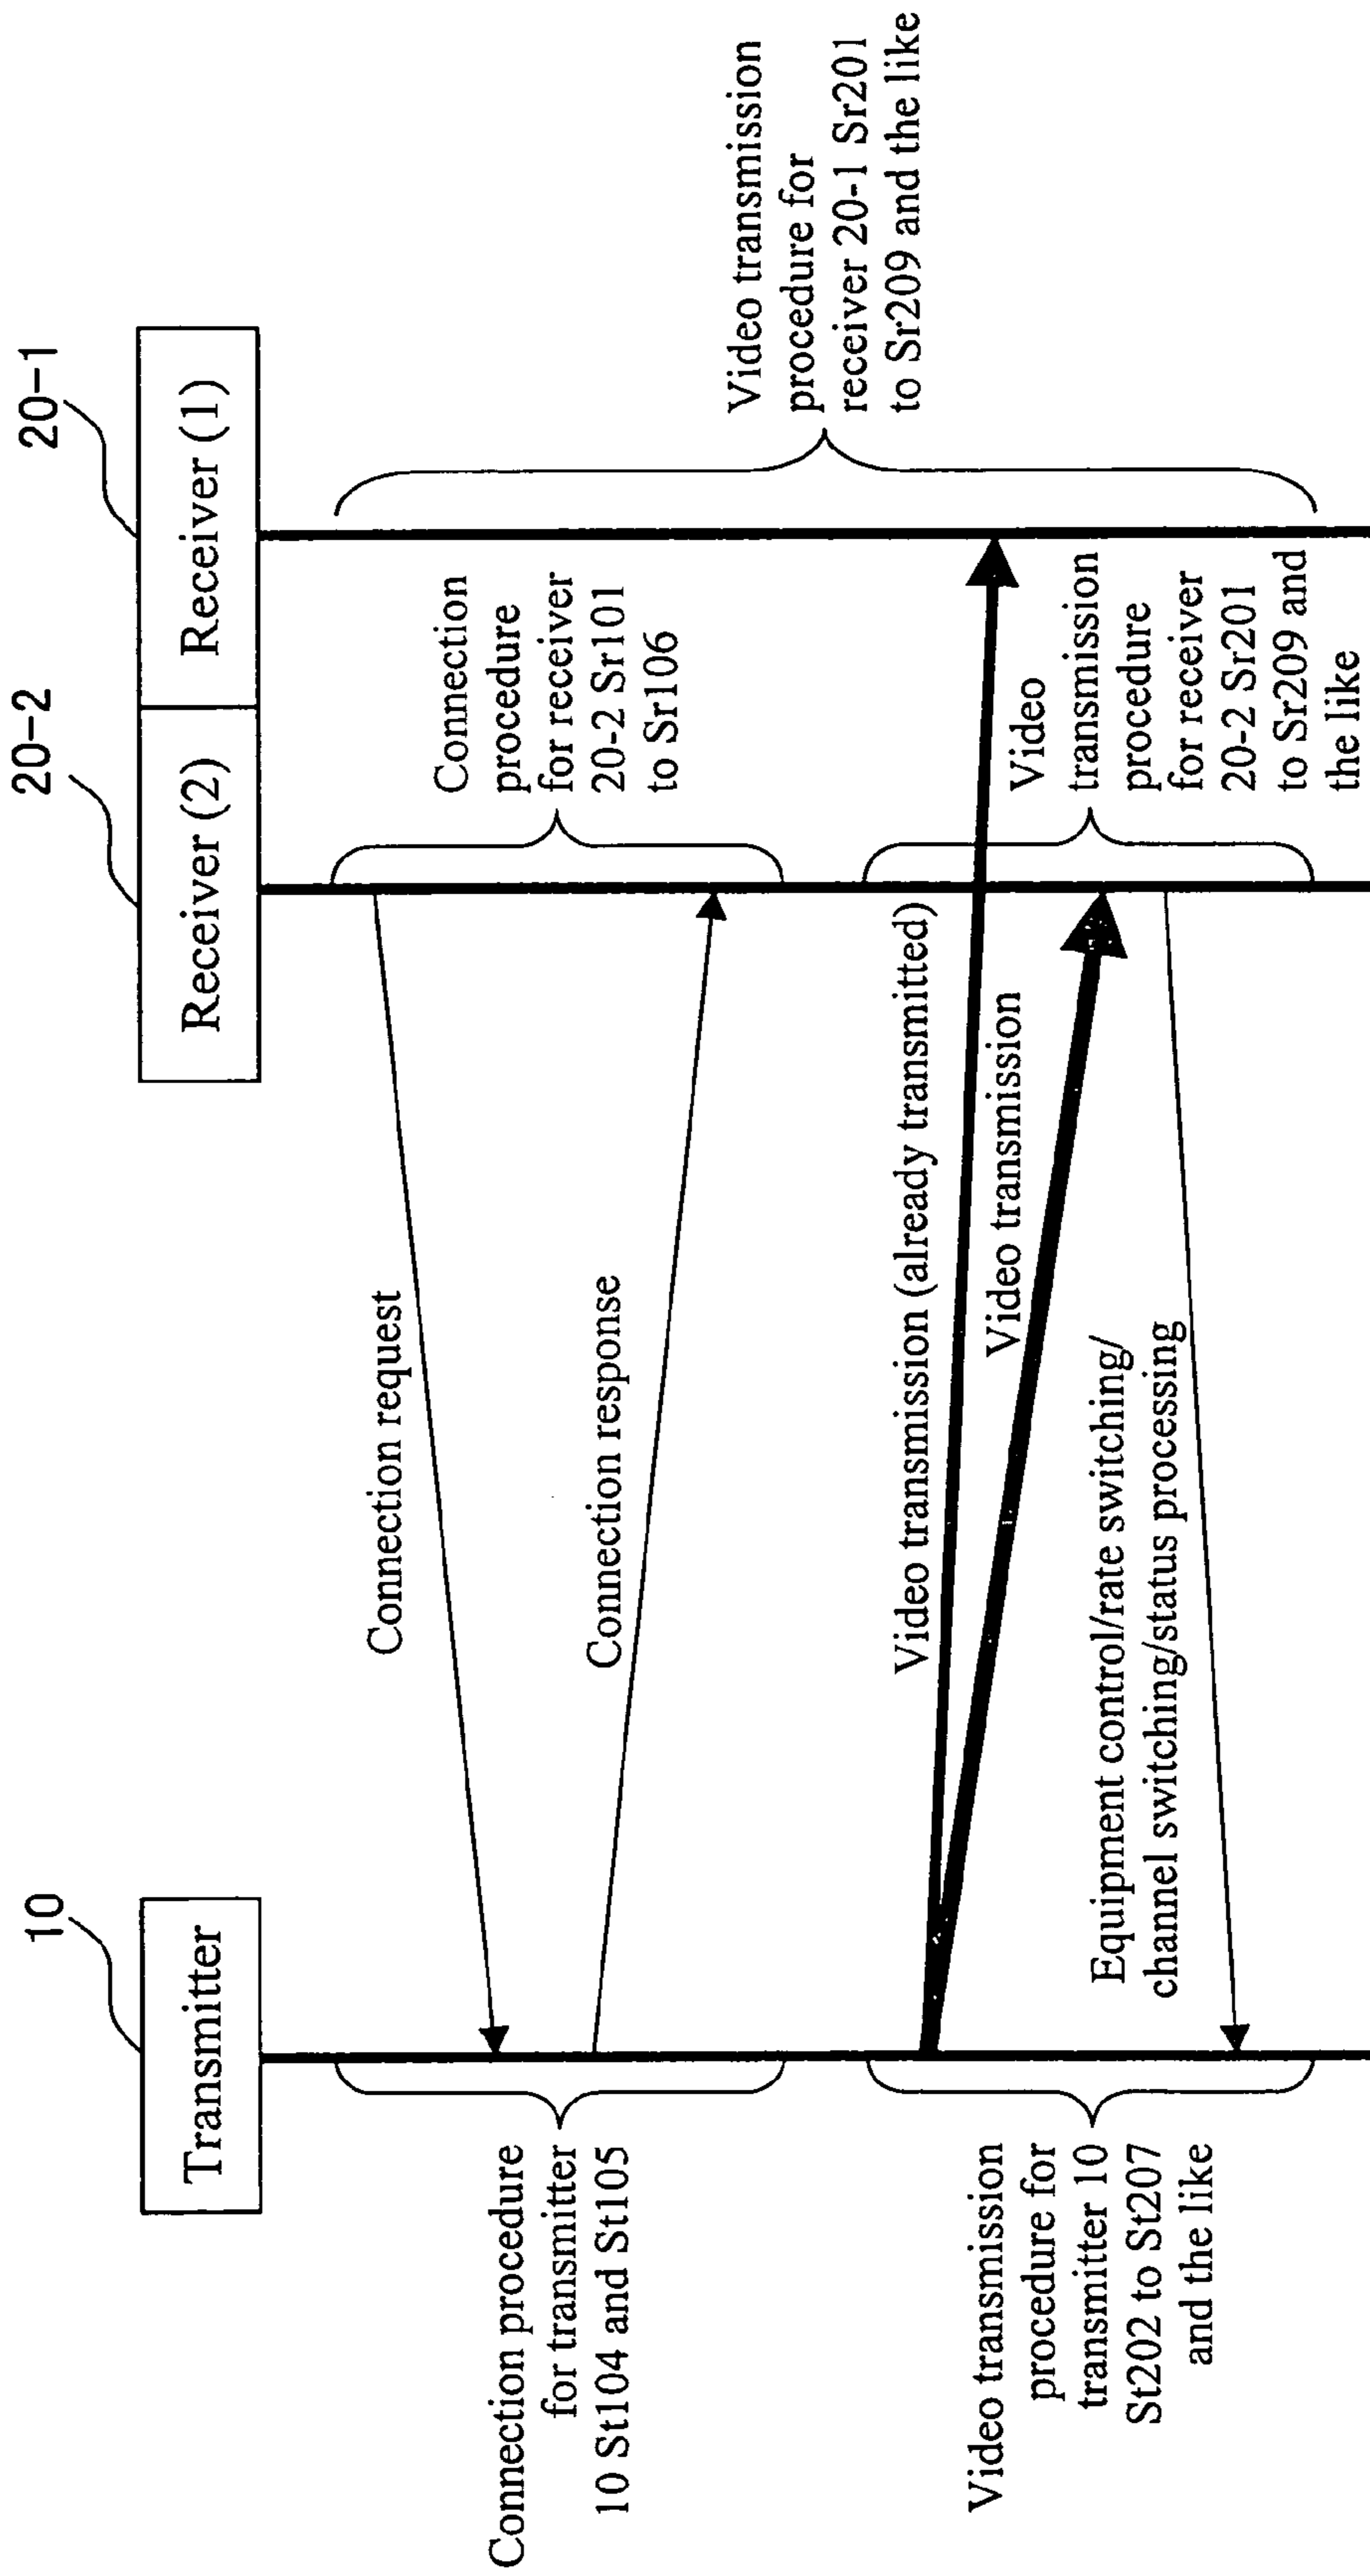 10
Transmitter
20-2
Receiver (2)
20-1
Receiver (1)
Connection procedure
for transmitter
10 St104 and St105
Connection request
Connection response
Connection
procedure
for receiver
20-2 Sr101
to Sr106
Video transmission
procedure for
receiver 20-1 Sr201
to Sr209 and the like
Video transmission
procedure for
transmitter 10
St202 to St207
and the like
Video transmission (already transmitted)
Video transmission
Equipment control/rate switching/
channel switching/status processing
Video
transmission
procedure
for receiver
20-2 Sr201
to Sr209 and
the like